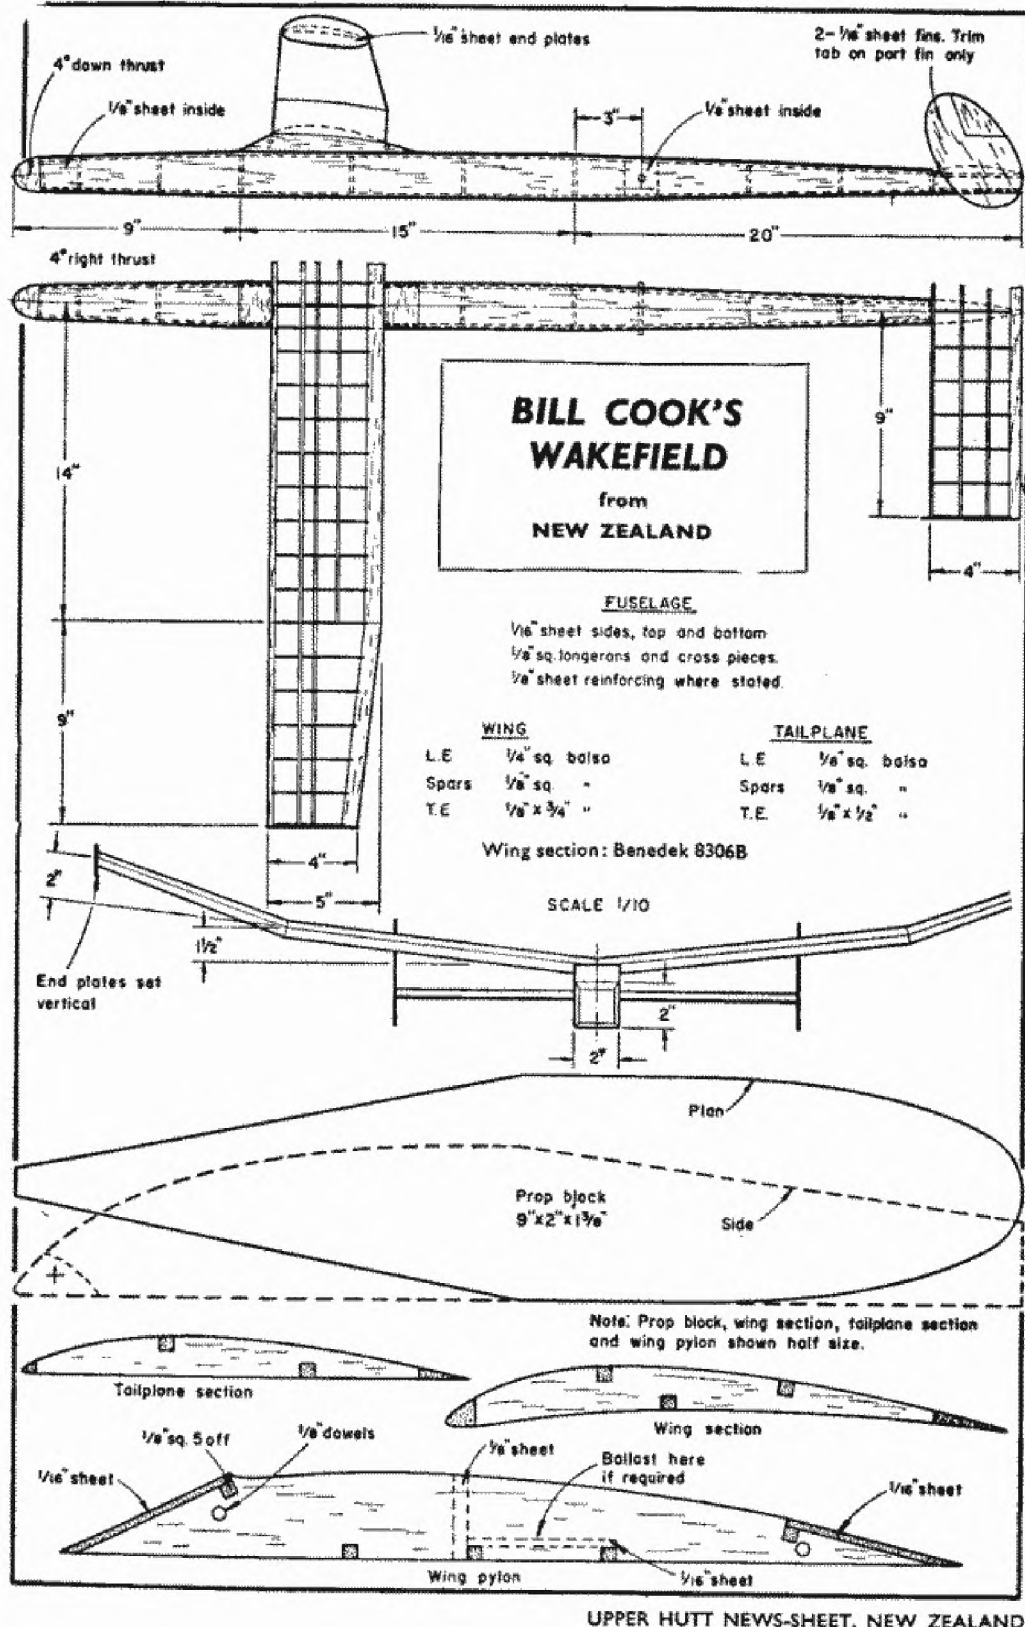 1/16" sheet end plates
2-1/16" sheet fins. Trim
tab on port fin only
4° down thrust
1/8" sheet inside
3"
1/8" sheet inside
9"
15"
20"
4° right thrust
14"
9"
9"
4"
BILL COOK'S
WAKEFIELD
from
NEW ZEALAND
FUSELAGE
1/16" sheet sides, top and bottom
1/8" sq. longerons and cross pieces.
1/8" sheet reinforcing where stated.
WING
L.E 1/4" sq. balsa
Spars 1/8" sq. "
T.E 1/8" x 3/4" "
TAILPLANE
L.E 1/8" sq. balsa
Spars 1/8" sq. "
T.E. 1/8" x 1/2" "
Wing section: Benedek 8306B
SCALE 1/10
4"
5"
2"
1 1/2"
End plates set
vertical
2"
2"
Plan
Prop block
9"x2"x1 3/8"
Side
Note: Prop block, wing section, tailplane section
and wing pylon shown half size.
Tailplane section
Wing section
1/8" sq. 5 off
1/8" dowels
1/8" sheet
Ballast here
if required
1/16" sheet
1/16" sheet
Wing pylon
1/16" sheet
UPPER HUTT NEWS-SHEET, NEW ZEALAND